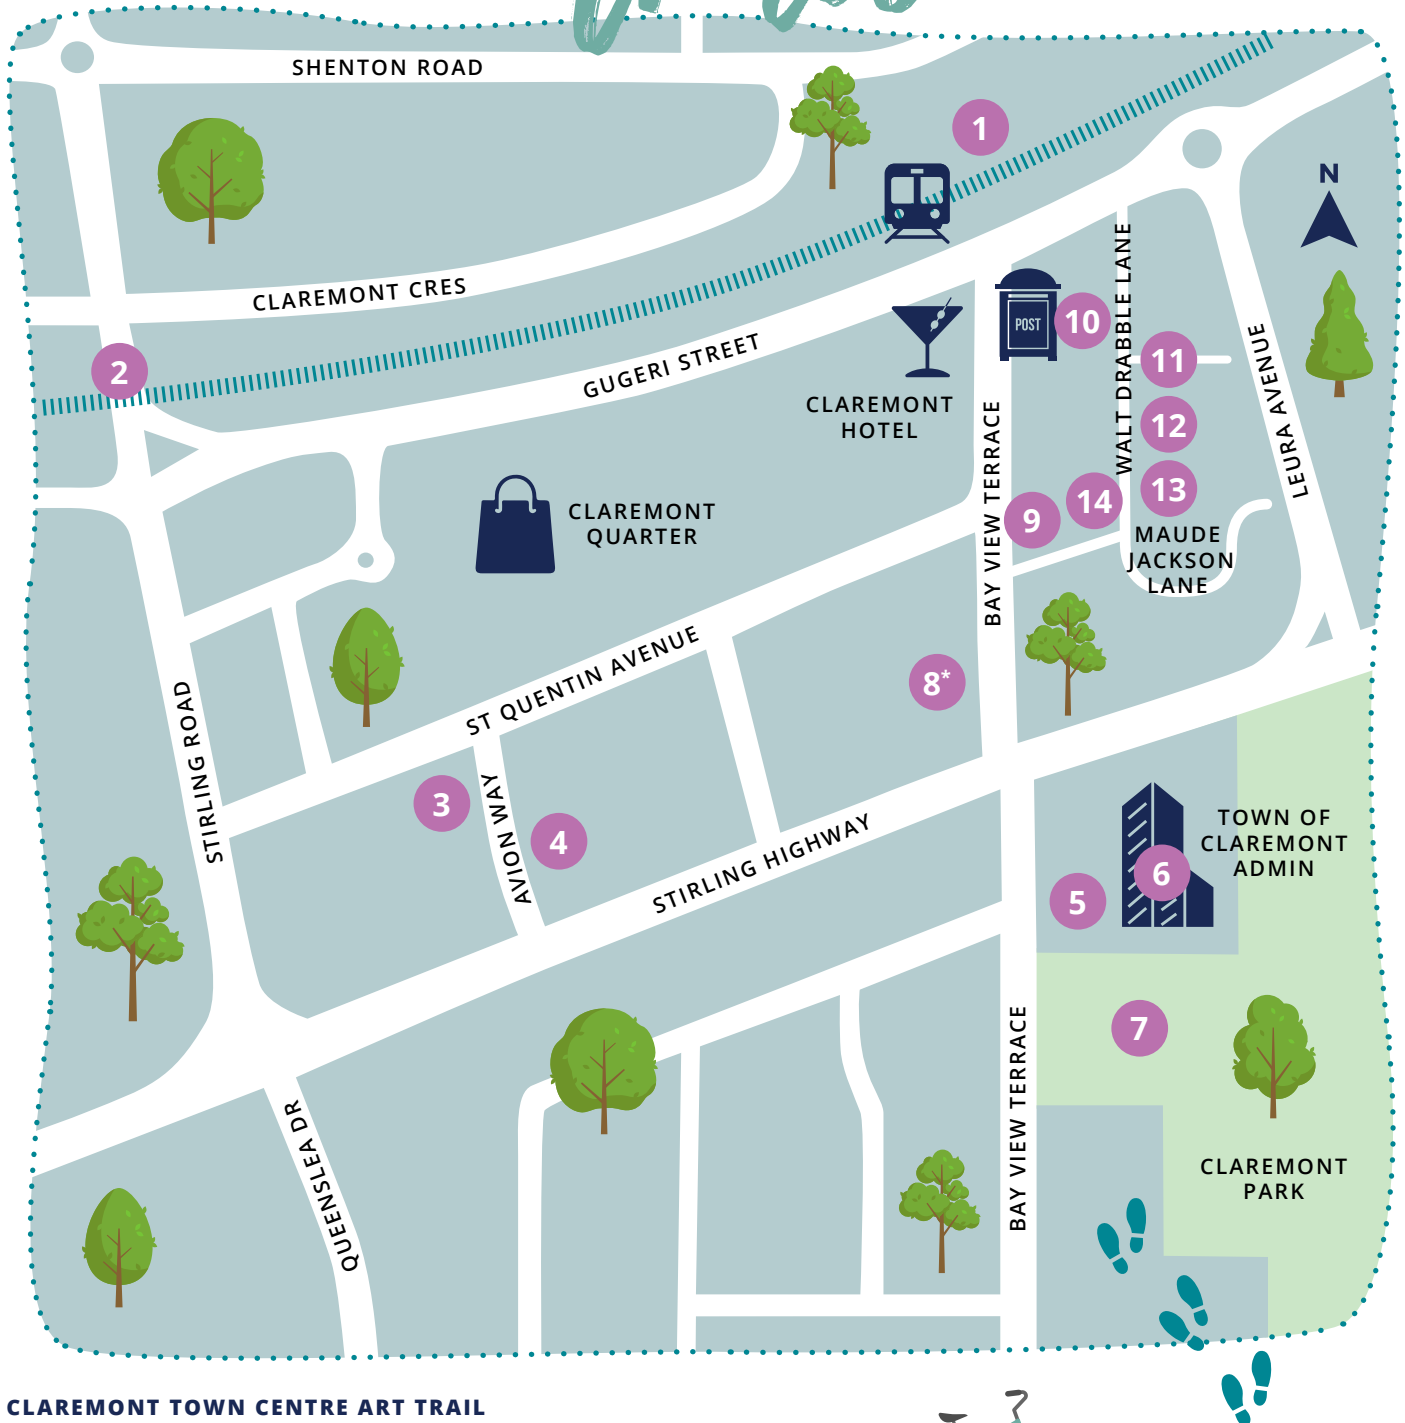 SHENTON ROAD
1
N
CLAREMONT CRES
2
GUGERI STREET
POST
10
WALT DRABBLE LANE
11
LEURA AVENUE
CLAREMONT
HOTEL
12
BAY VIEW TERRACE
13
14
9
CLAREMONT
QUARTER
MAUDE
JACKSON
LANE
ST QUENTIN AVENUE
8*
STIRLING ROAD
3
AVION WAY
4
STIRLING HIGHWAY
TOWN OF
CLAREMONT
ADMIN
6
5
7
BAY VIEW TERRACE
QUEENSLEA DR
CLAREMONT
PARK
CLAREMONT TOWN CENTRE ART TRAIL